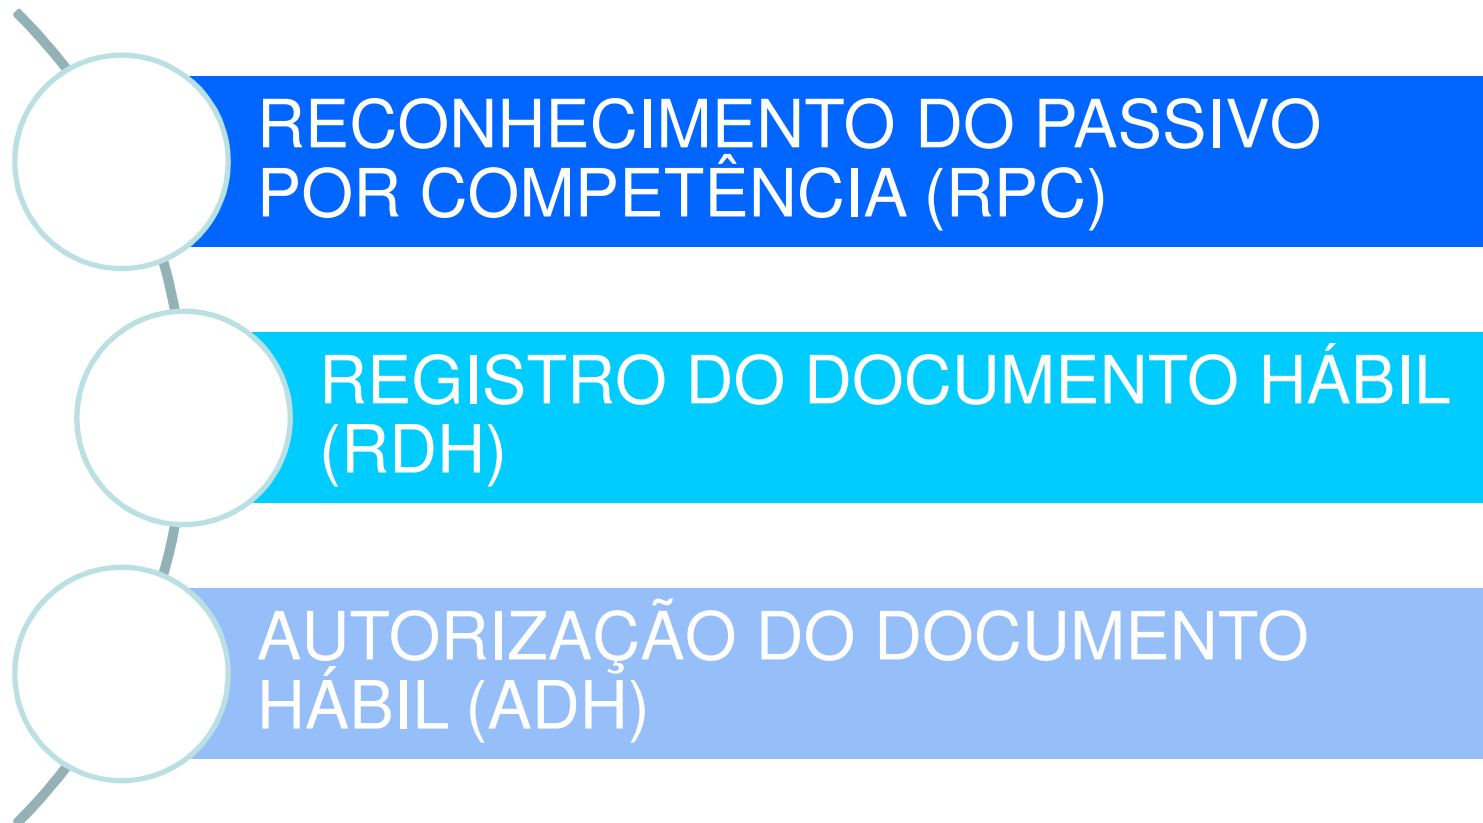 RECONHECIMENTO DO PASSIVO
POR COMPETÊNCIA (RPC)
REGISTRO DO DOCUMENTO HÁBIL
(RDH)
AUTORIZAÇÃO DO DOCUMENTO
HÁBIL (ADH)